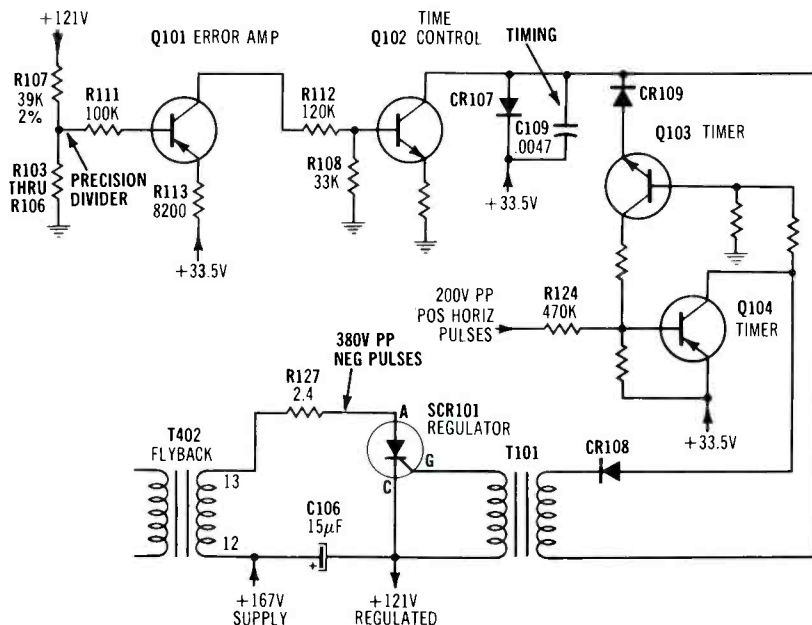 +121V
Q101 ERROR AMP
TIME
CONTROL
Q102
TIMING
R107
39K
2%
R111
100K
R112
120K
CR107
C109
.0047
CR109
Q103 TIMER
R103
THRU
R106
PRECISION
DIVIDER
R113
8200
R108
33K
+33.5V
+33.5V
200V PP
POS HORIZ
PULSES
R124
470K
Q104
TIMER
380V PP
NEG PULSES
R127
2.4
A
SCR101
REGULATOR
G
C
T101
+33.5V
CR108
T402
FLYBACK
13
12
C106
15µF
+
+167V
SUPPLY
+121V
REGULATED